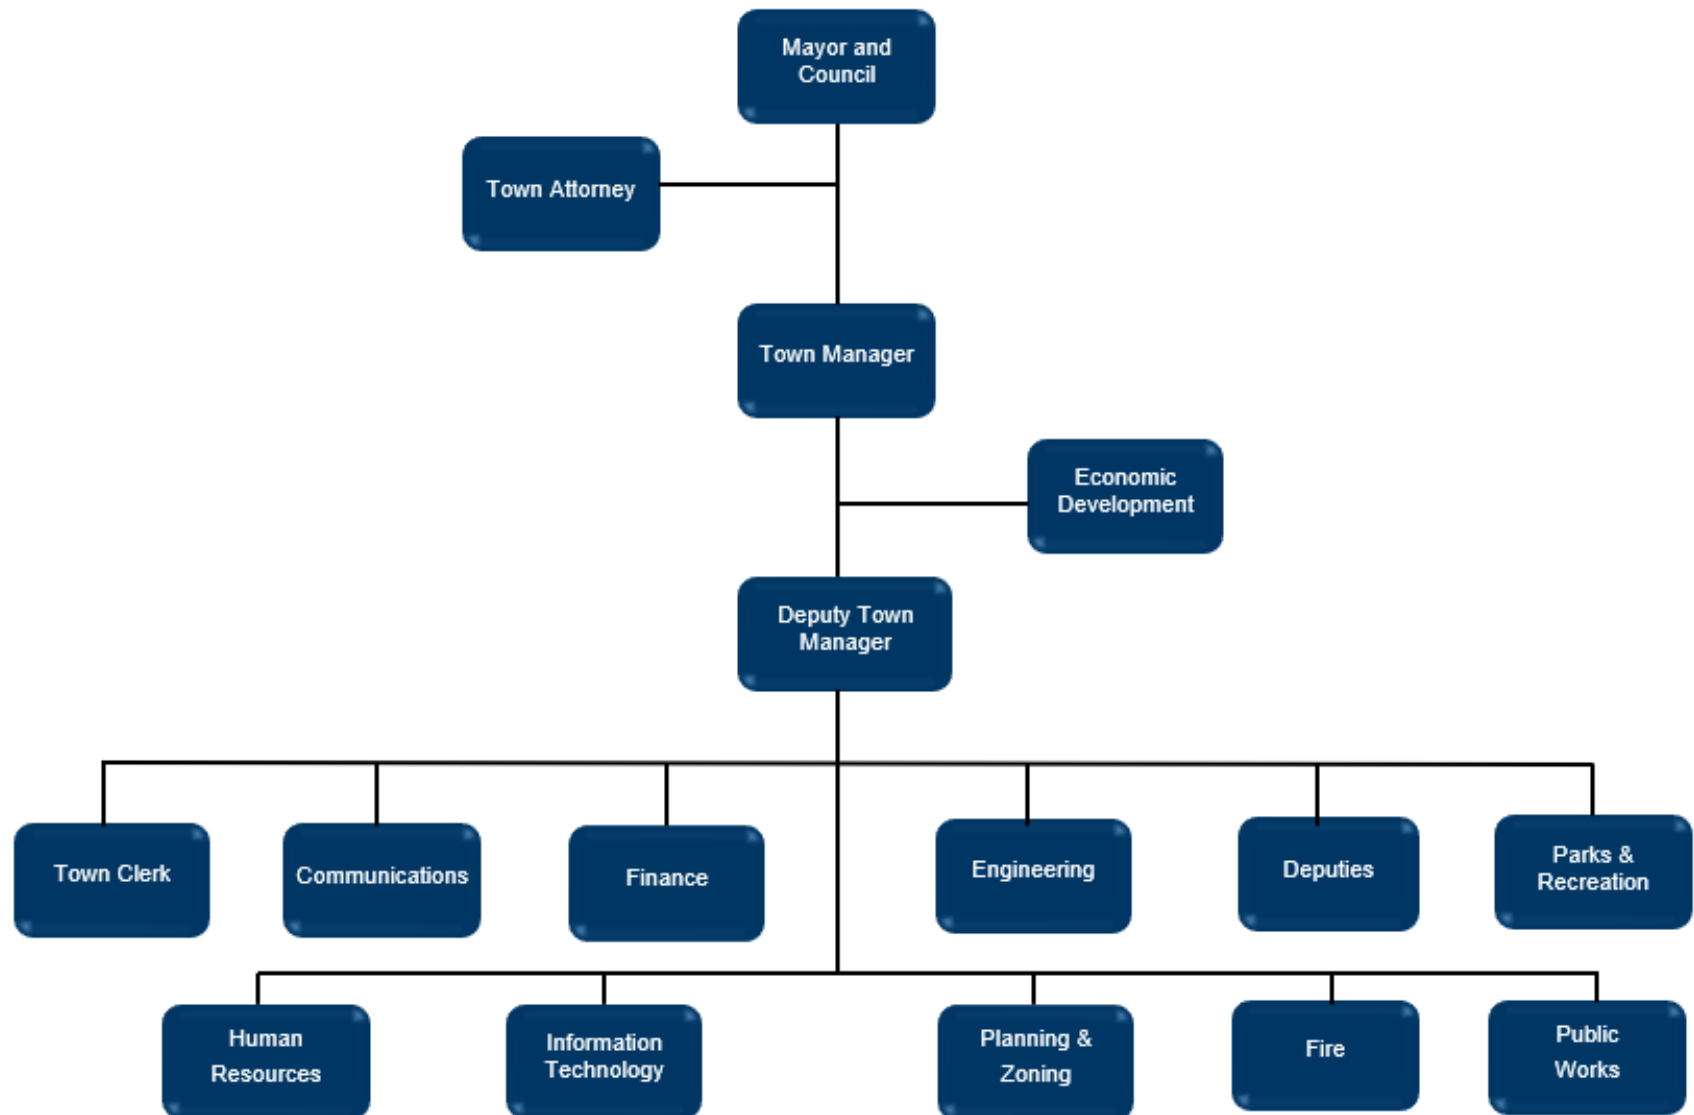 Mayor and
Council
Town Attorney
Town Manager
Economic
Development
Deputy Town
Manager
Town Clerk
Communications
Finance
Engineering
Deputies
Parks &
Recreation
Human
Resources
Information
Technology
Planning &
Zoning
Fire
Public
Works